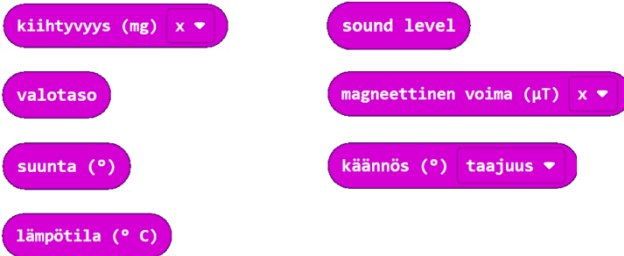 kiihtyvyys (mg) x
sound level
valotaso
magneettinen voima (µT) x
suunta (°)
käännös (°) taajuus
lämpötila (° C)